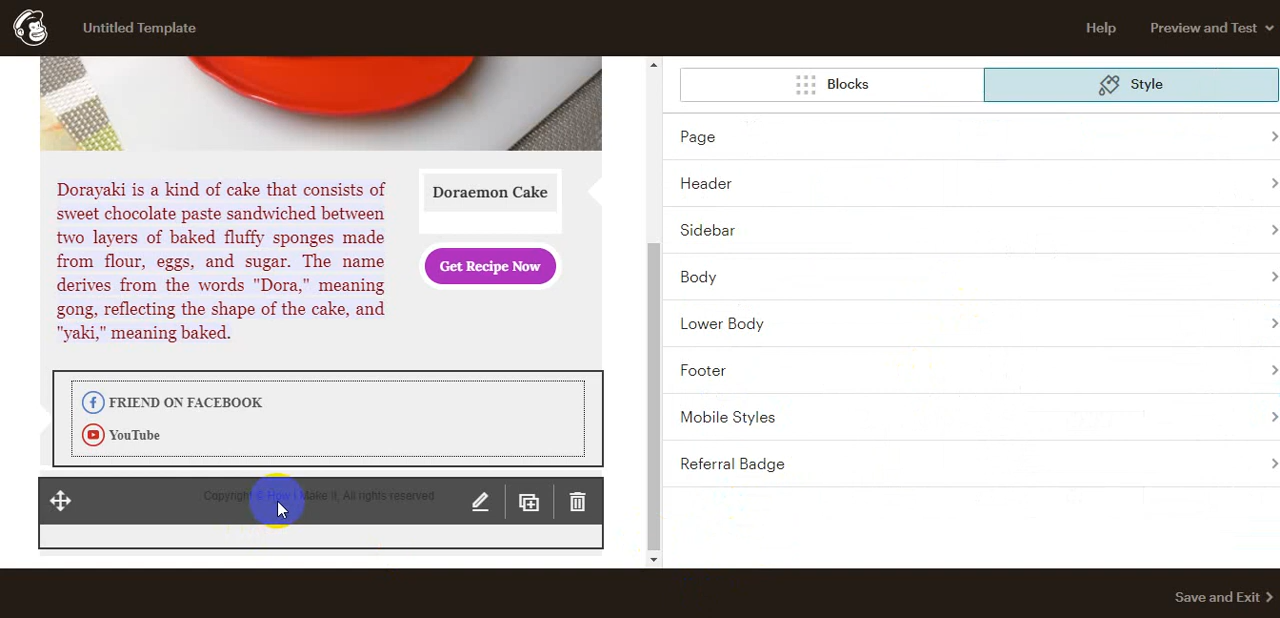 Untitled Template
Help
Preview and Test
Blocks
Style
Page
Header
Sidebar
Body
Lower Body
Footer
Mobile Styles
Referral Badge
Dorayaki is a kind of cake that consists of
sweet chocolate paste sandwiched between
two layers of baked fluffy sponges made
from flour, eggs, and sugar. The name
derives from the words "Dora," meaning
gong, reflecting the shape of the cake, and
"yaki," meaning baked.
Doraemon Cake
Get Recipe Now
FRIEND ON FACEBOOK
YouTube
Copyright © How I Make It, All rights reserved
Save and Exit